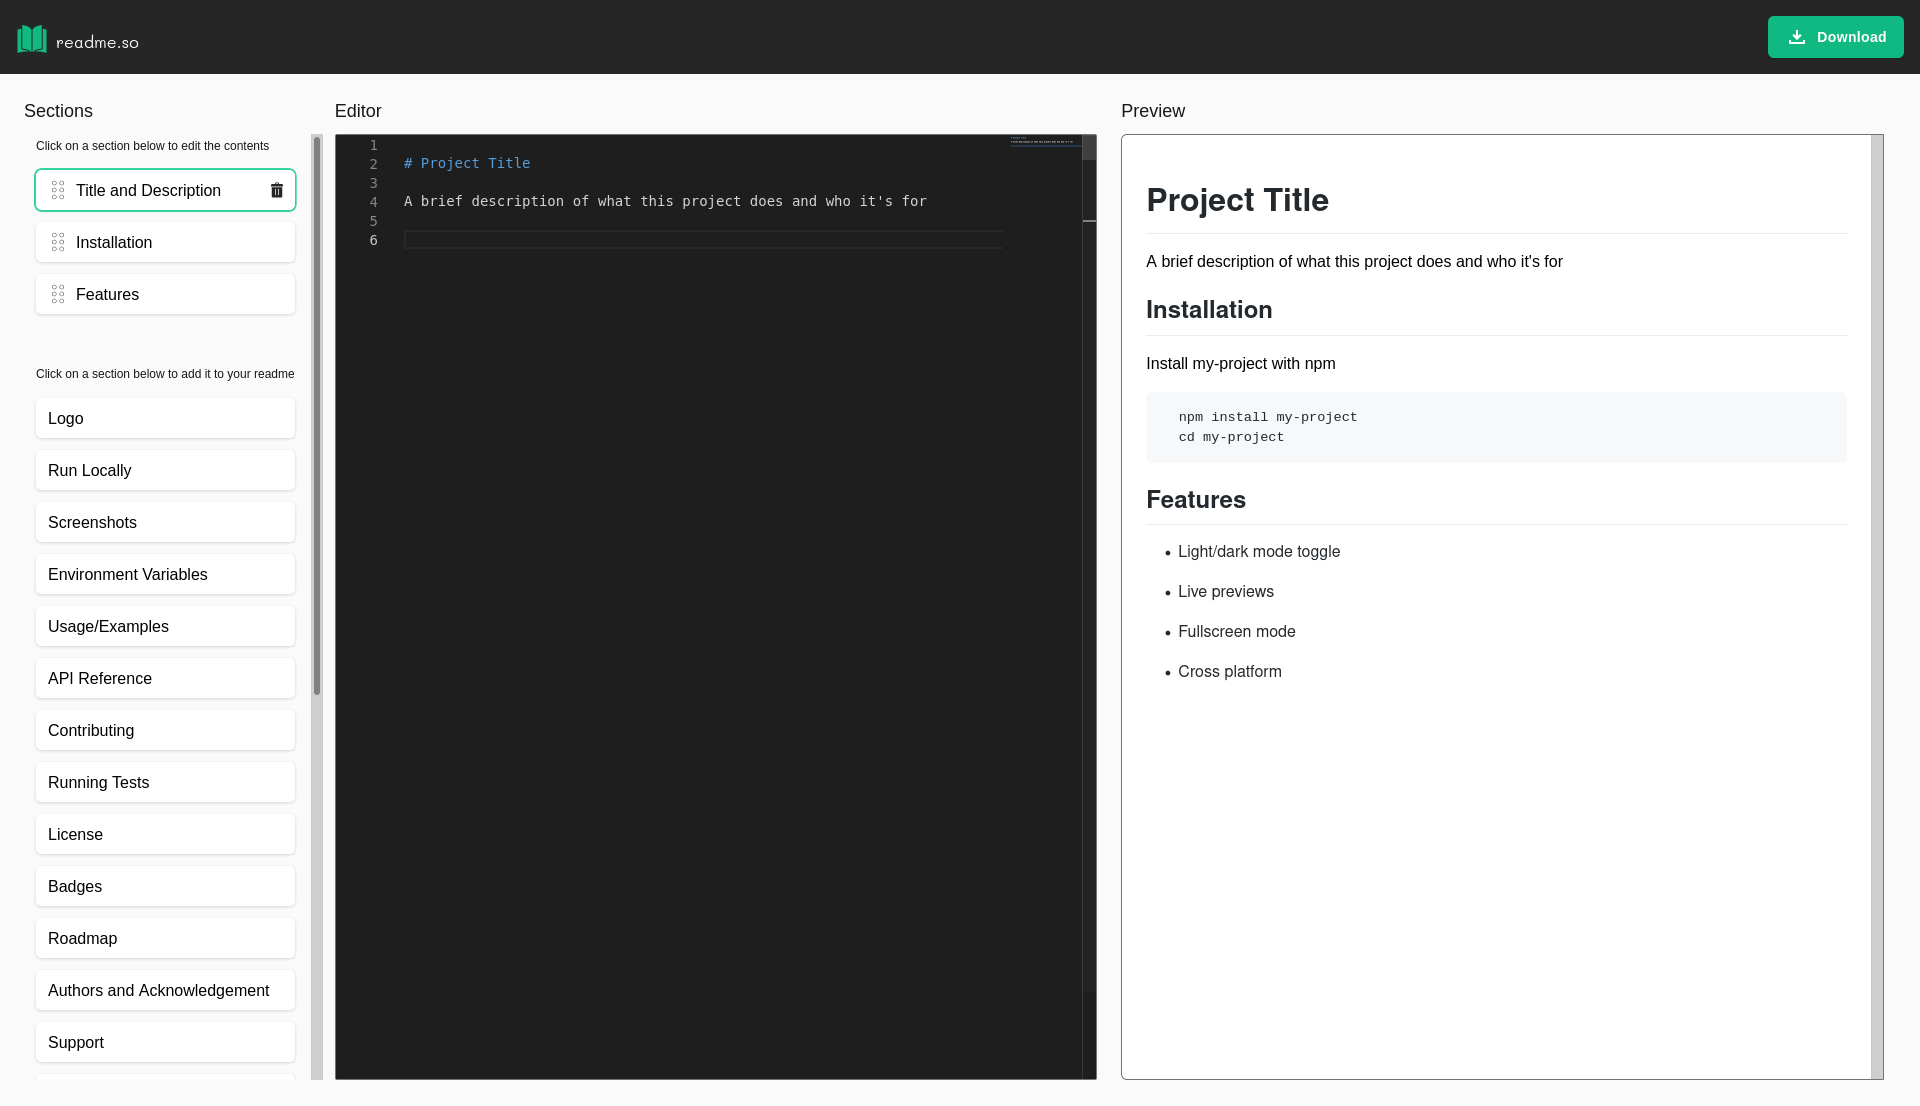 readme.so
Download
Sections
Click on a section below to edit the contents
Title and Description
Installation
Features
Click on a section below to add it to your readme
Logo
Run Locally
Screenshots
Environment Variables
Usage/Examples
API Reference
Contributing
Running Tests
License
Badges
Roadmap
Authors and Acknowledgement
Support
Editor
1
2 # Project Title
3
4 A brief description of what this project does and who it's for
5
6
Preview
Project Title
A brief description of what this project does and who it's for
Installation
Install my-project with npm
npm install my-project
cd my-project
Features
• Light/dark mode toggle
• Live previews
• Fullscreen mode
• Cross platform